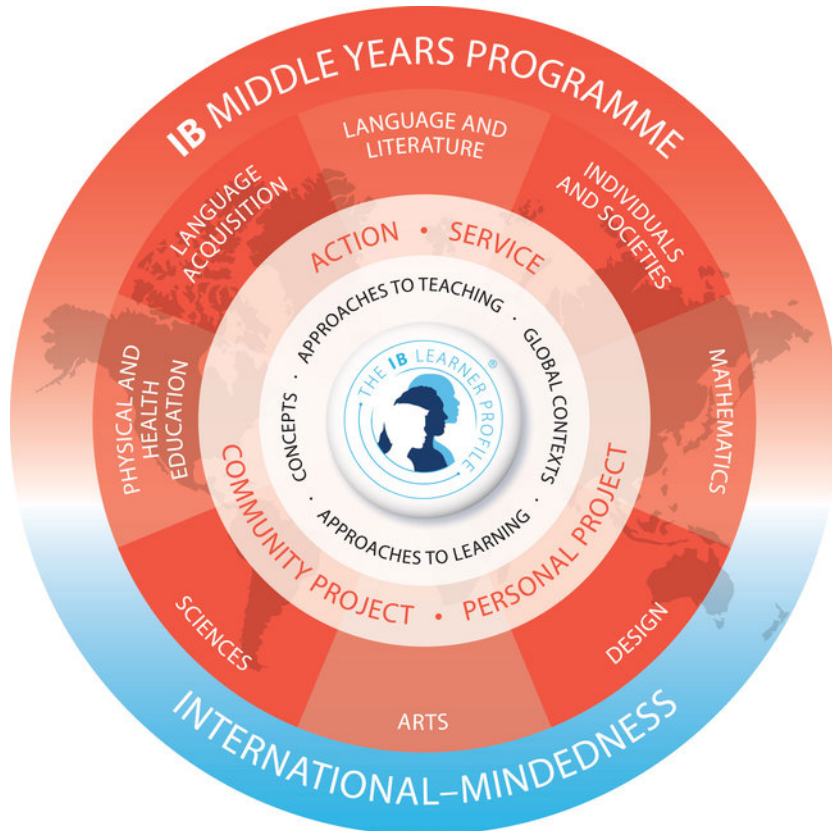 IB MIDDLE YEARS PROGRAMME
LANGUAGE AND
LITERATURE
INDIVIDUALS
AND SOCIETIES
MATHEMATICS
DESIGN
ARTS
SCIENCES
PHYSICAL AND
HEALTH
EDUCATION
LANGUAGE
ACQUISITION
ACTION • SERVICE
COMMUNITY PROJECT • PERSONAL PROJECT
APPROACHES TO TEACHING · GLOBAL CONTEXTS ·
APPROACHES TO LEARNING · CONCEPTS ·
• THE IB LEARNER PROFILE • ®
INTERNATIONAL–MINDEDNESS